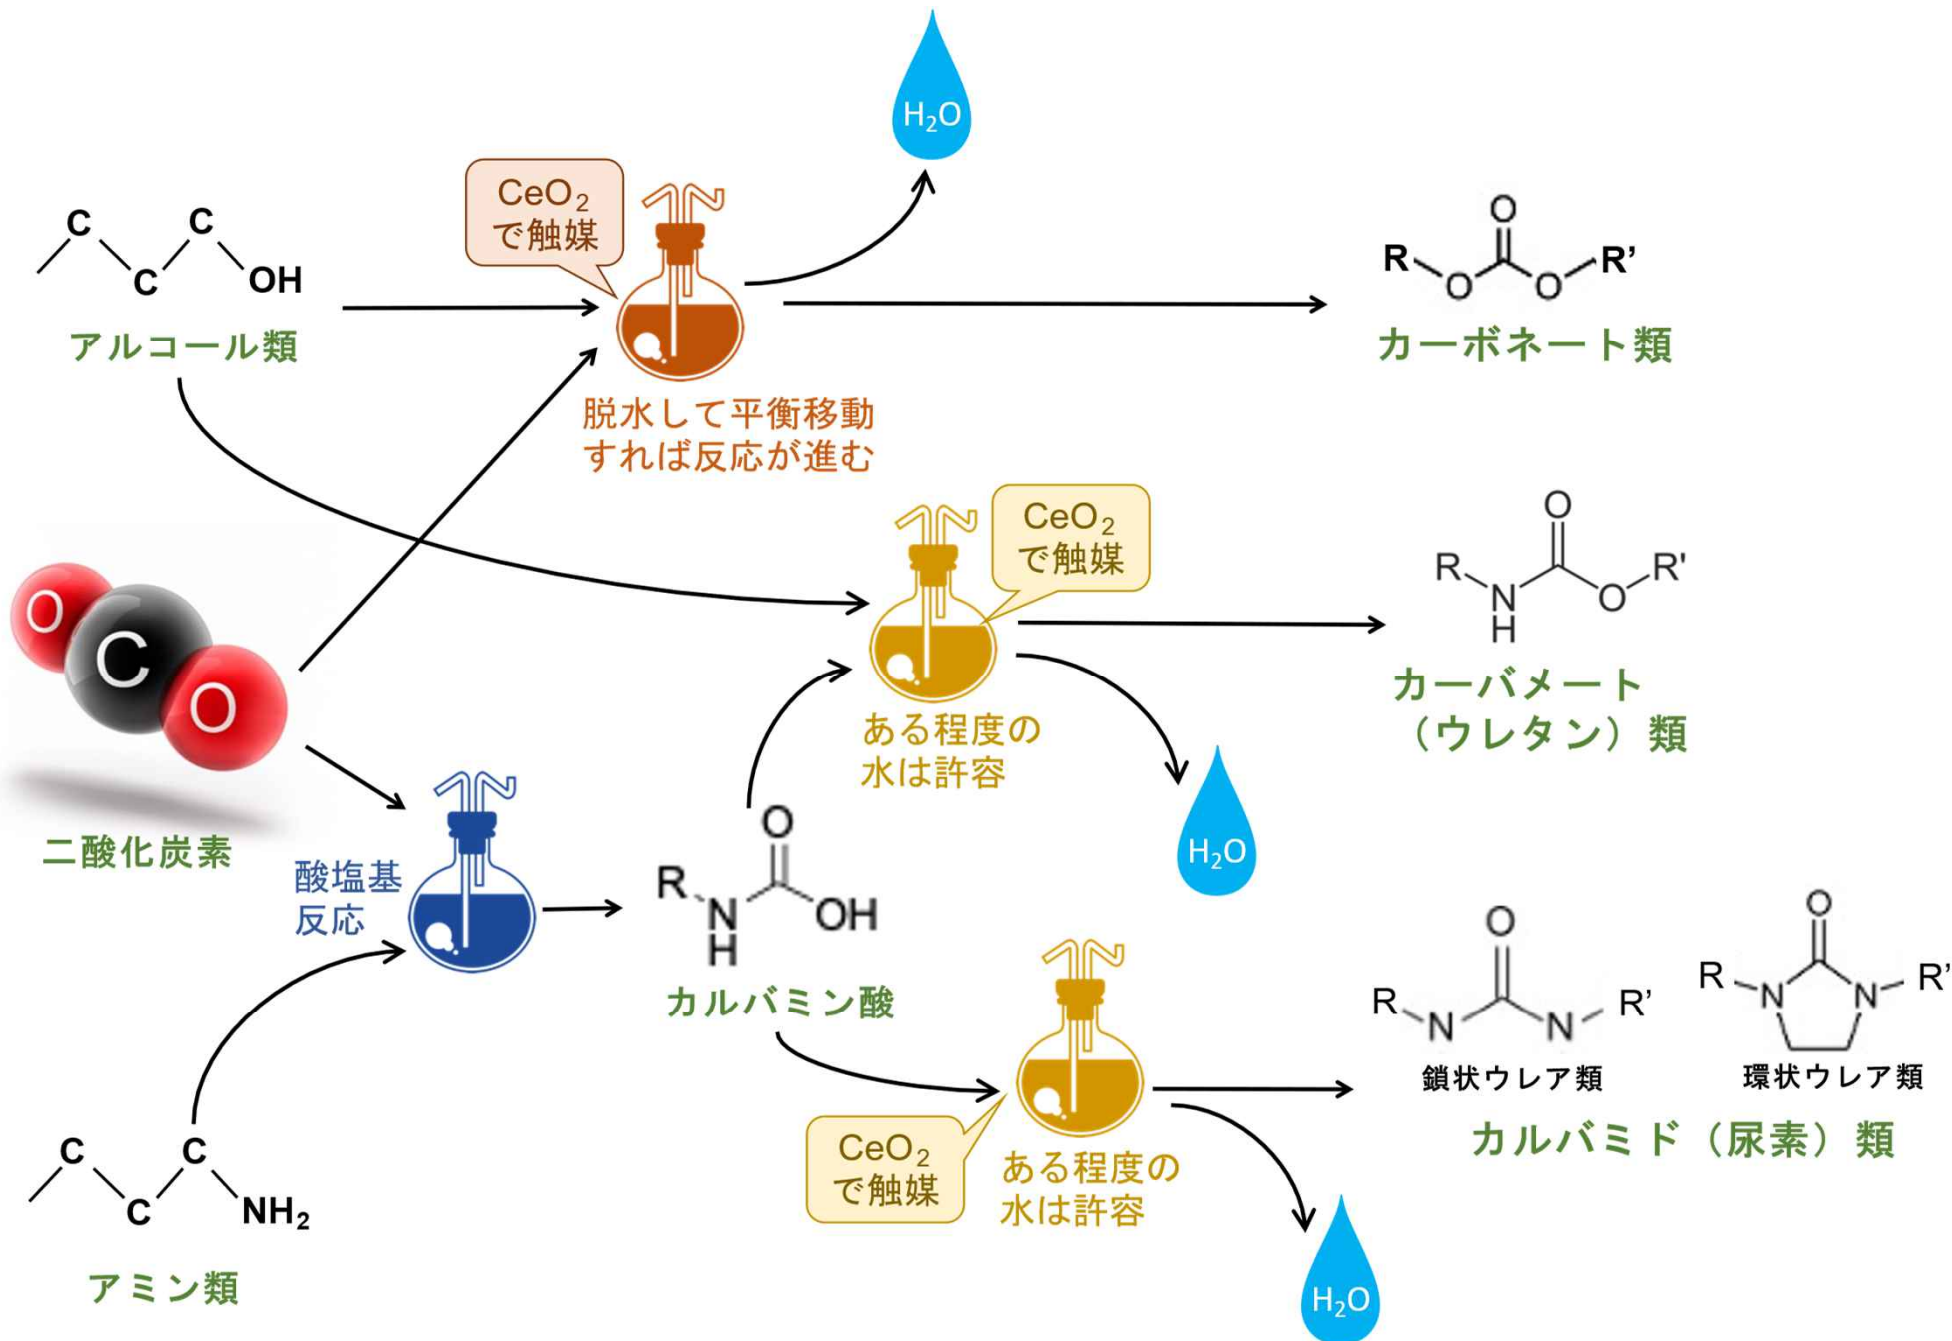 H₂O
CeO₂
で触媒
C
C
C
OH
アルコール類
脱水して平衡移動
すれば反応が進む
O
R
O
O
R’
カーボネート類
CeO₂
で触媒
ある程度の
水は許容
O
R
N
H
O
R'
カーバメート
（ウレタン）類
H₂O
O
C
O
二酸化炭素
酸塩基
反応
O
R
N
H
OH
カルバミン酸
CeO₂
で触媒
ある程度の
水は許容
O
R
N
N
R’
鎖状ウレア類
O
R
N
N
R’
環状ウレア類
カルバミド（尿素）類
H₂O
C
C
C
NH₂
アミン類